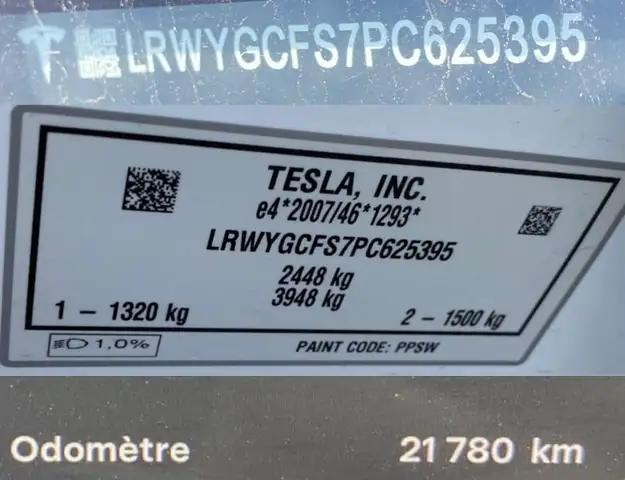 LRWYGCFS7PC625395
TESLA, INC.
e4*2007/46*1293*
LRWYGCFS7PC625395
2448 kg
3948 kg
1 – 1320 kg 2 – 1500 kg
1,0% PAINT CODE: PPSW
Odomètre 21 780 km